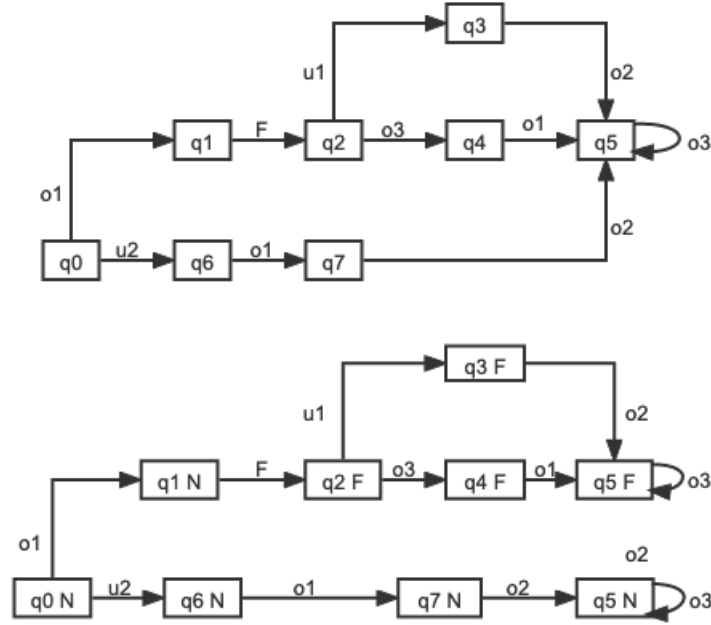 q3
u1
o2
q1
F
q2
o3
q4
o1
q5
o3
o1
q0
u2
q6
o1
q7
o2
q3 F
u1
o2
q1 N
F
q2 F
o3
q4 F
o1
q5 F
o3
o1
o2
q0 N
u2
q6 N
o1
q7 N
o2
q5 N
o3